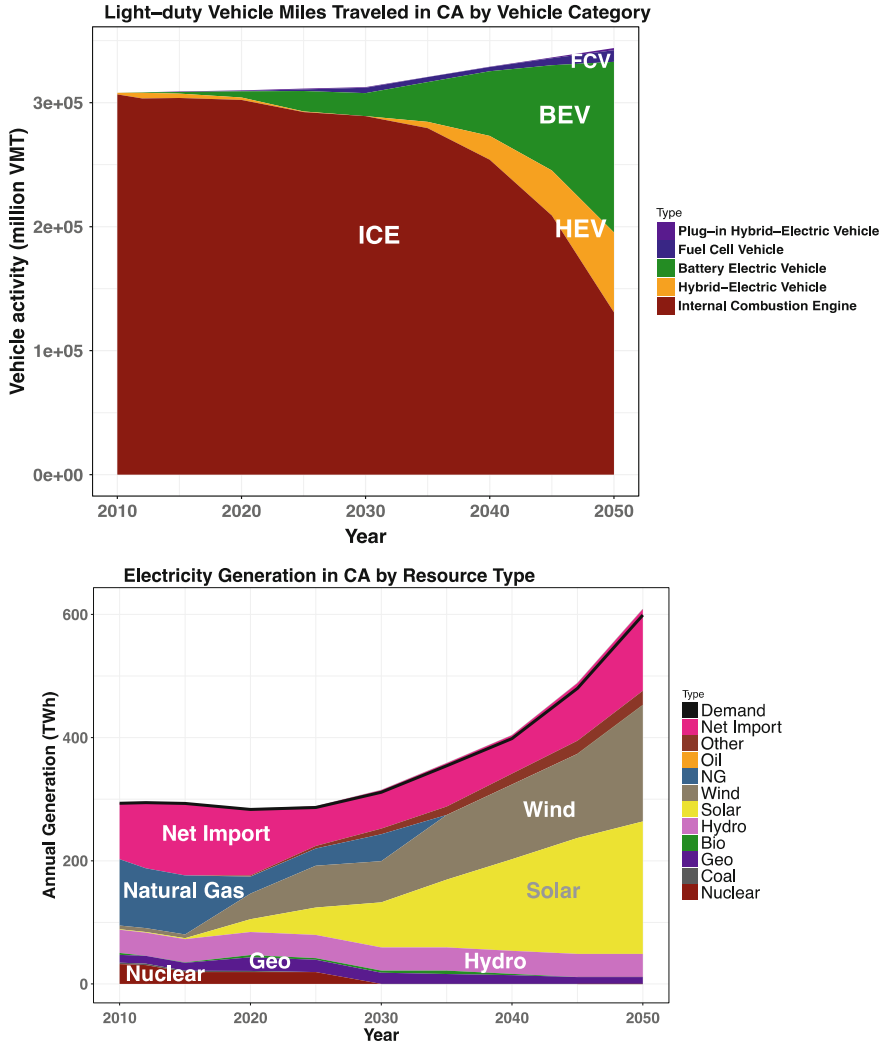 Light–duty Vehicle Miles Traveled in CA by Vehicle Category
Vehicle activity (million VMT)
3e+05
2e+05
1e+05
0e+00
FCV
BEV
HEV
ICE
2010
2020
2030
2040
2050
Year
Type
Plug–in Hybrid–Electric Vehicle
Fuel Cell Vehicle
Battery Electric Vehicle
Hybrid–Electric Vehicle
Internal Combustion Engine
Electricity Generation in CA by Resource Type
Annual Generation (TWh)
600
400
200
0
Net Import
Natural Gas
Nuclear
Geo
Hydro
Wind
Solar
2010
2020
2030
2040
2050
Year
Type
Demand
Net Import
Other
Oil
NG
Wind
Solar
Hydro
Bio
Geo
Coal
Nuclear